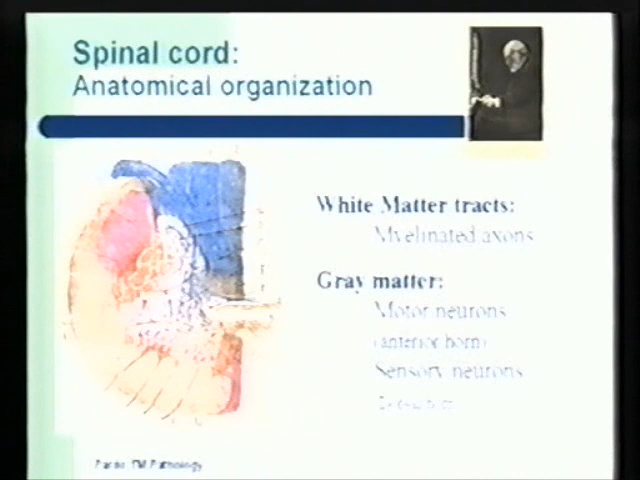 Spinal cord:
Anatomical organization
White Matter tracts:
Myelinated axons
Gray matter:
Motor neurons
(anterior horn)
Sensory neurons